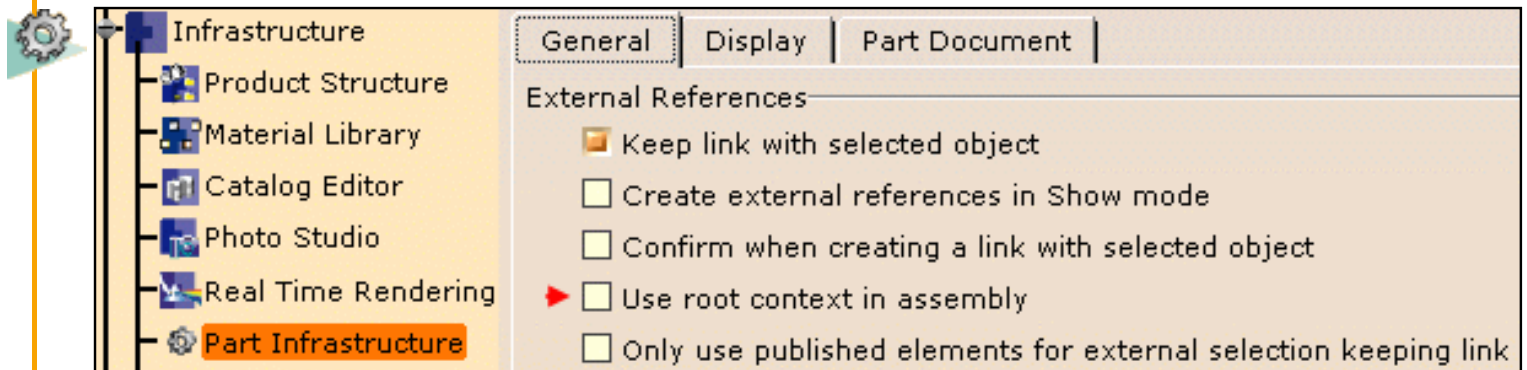 Infrastructure
Product Structure
Material Library
Catalog Editor
Photo Studio
Real Time Rendering
Part Infrastructure
General Display Part Document
External References
Keep link with selected object
Create external references in Show mode
Confirm when creating a link with selected object
Use root context in assembly
Only use published elements for external selection keeping link